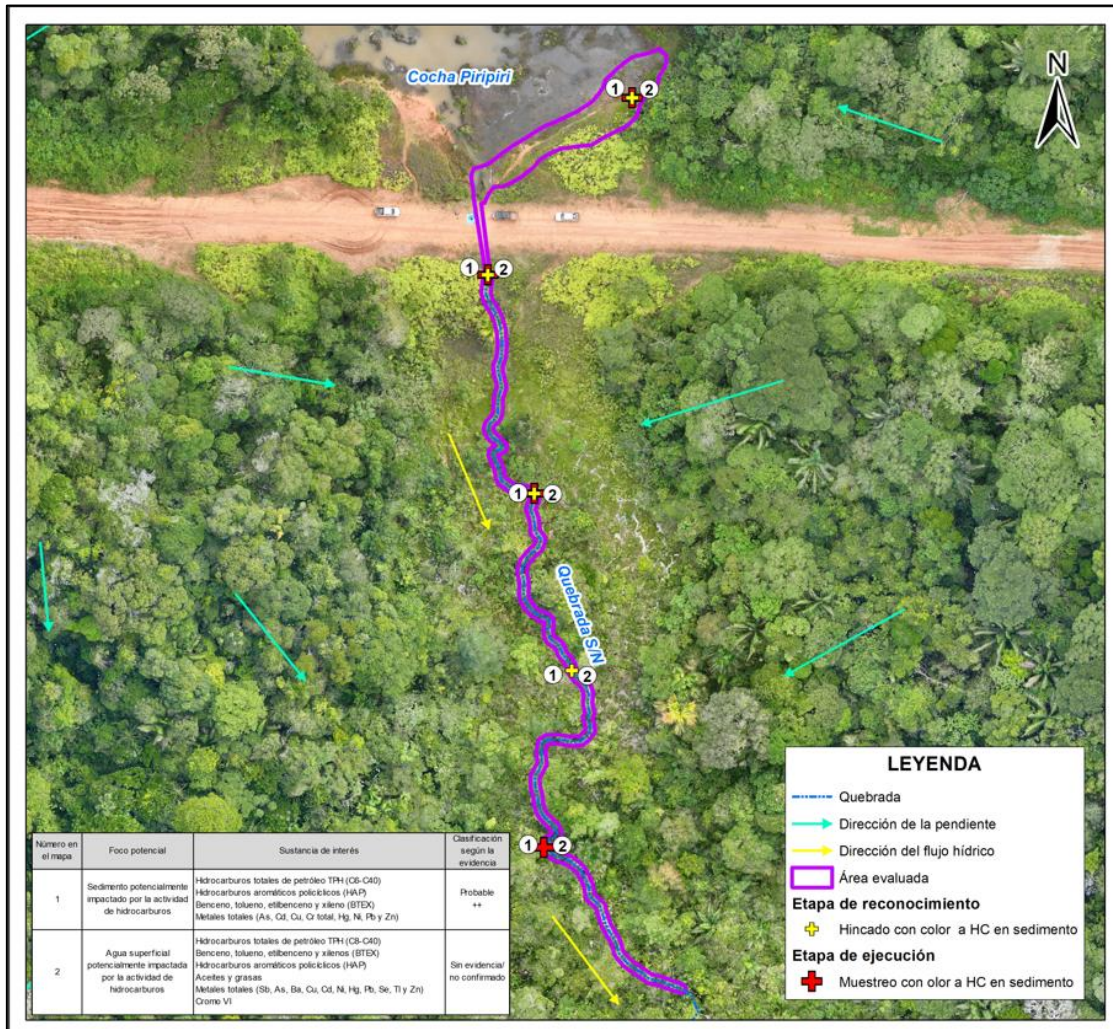 Cocha Piripiri
N
1 2
1 2
1 2
Quebrada S/N
1 2
1 2
LEYENDA
Quebrada
Dirección de la pendiente
Dirección del flujo hídrico
Área evaluada
Etapa de reconocimiento
Hincado con color a HC en sedimento
Etapa de ejecución
Muestreo con olor a HC en sedimento
Número en el mapa
Foco potencial
Sustancia de interés
Clasificación según la evidencia
1
Sedimento potencialmente
impactado por la actividad
de hidrocarburos
Hidrocarburos totales de petróleo TPH (C6-C40)
Hidrocarburos aromáticos policíclicos (HAP)
Benceno, tolueno, etilbenceno y xileno (BTEX)
Metales totales (As, Cd, Cu, Cr total, Hg, Ni, Pb y Zn)
Probable
++
2
Agua superficial
potencialmente impactada
por la actividad de
hidrocarburos
Hidrocarburos totales de petróleo TPH (C8-C40)
Benceno, tolueno, etilbenceno y xilenos (BTEX)
Hidrocarburos aromáticos policíclicos (HAP)
Aceites y grasas
Metales totales (Sb, As, Ba, Cu, Cd, Ni, Hg, Pb, Se, Tl y Zn)
Cromo VI
Sin evidencia/
no confirmado